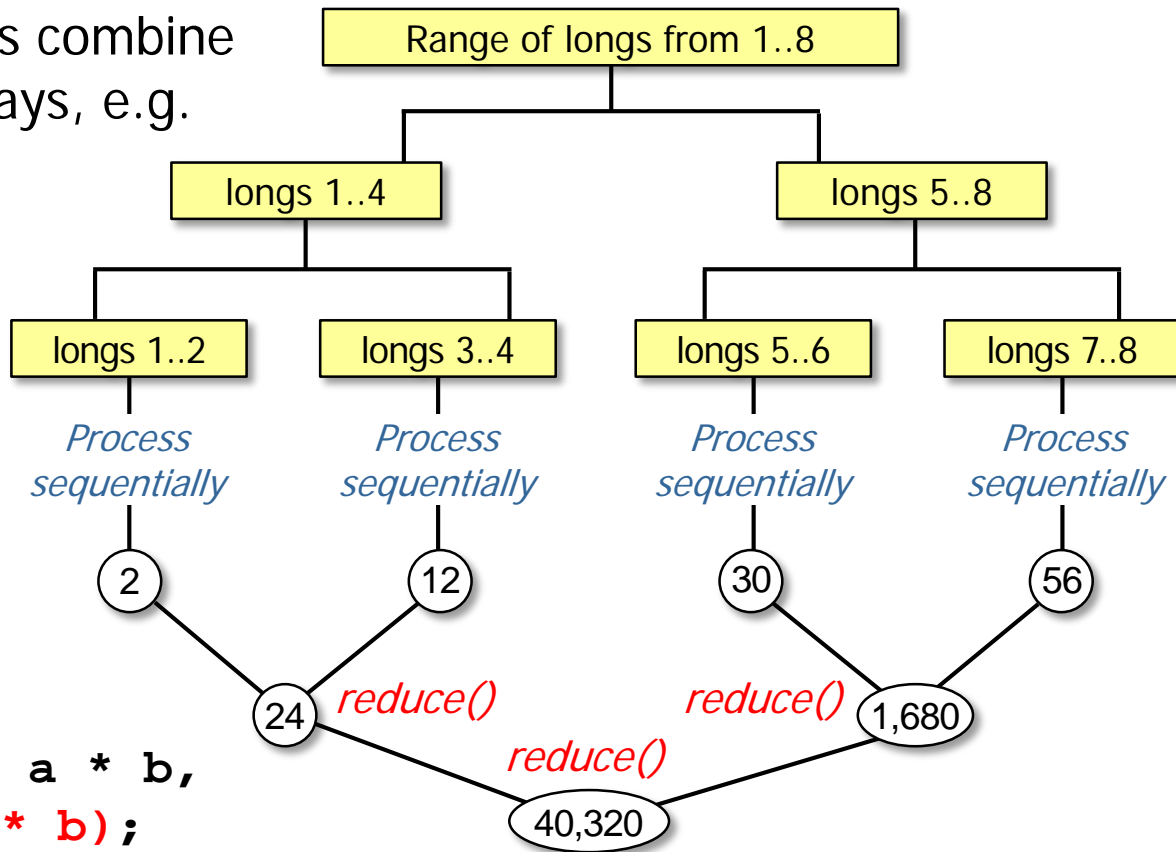 s combine
ays, e.g.
Range of longs from 1..8
longs 1..4
longs 5..8
longs 1..2
longs 3..4
longs 5..6
longs 7..8
Process
sequentially
Process
sequentially
Process
sequentially
Process
sequentially
2
12
30
56
24
reduce()
reduce()
1,680
reduce()
40,320
a * b,
* b);